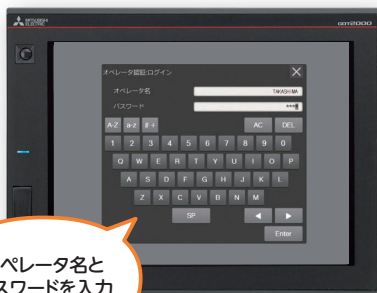 MITSUBISHI
ELECTRIC
GOT2000
オペレータ認証:ログイン
オペレータ名
TAKASHIMA
パスワード
***
A-Z a-z #+ AC DEL
1 2 3 4 5 6 7 8 9 0
Q W E R T Y U I O P
A S D F G H J K L
Z X C V B N M
SP ◀ ▶
Enter
ペレータ名と
スワードを入力